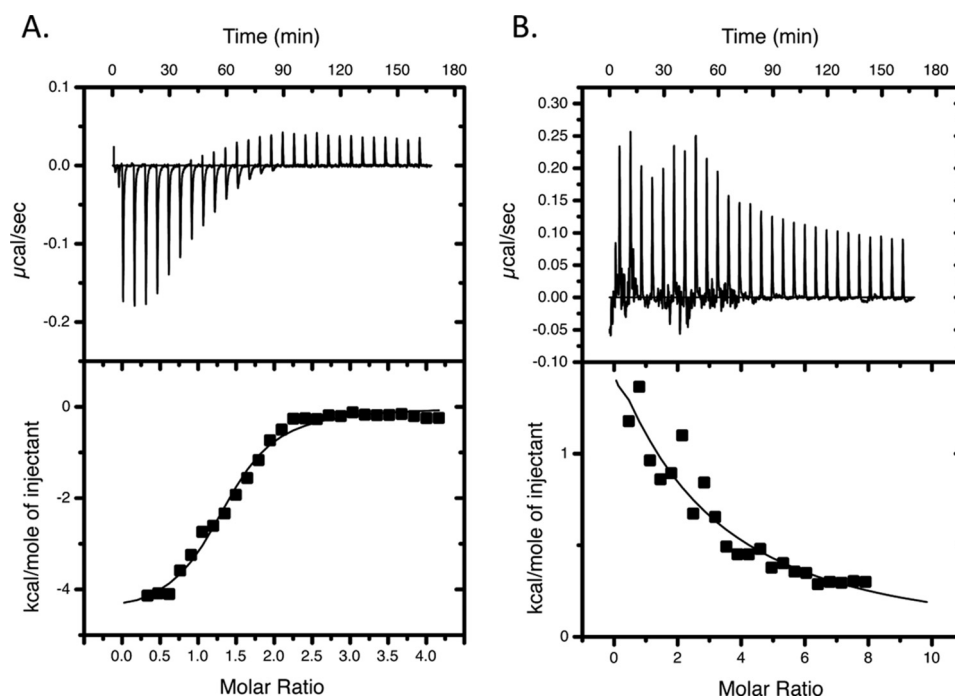 A.
Time (min)
0 30 60 90 120 150 180
0.1
0.0
-0.1
-0.2
µcal/sec
0
-2
-4
kcal/mole of injectant
0.0 0.5 1.0 1.5 2.0 2.5 3.0 3.5 4.0
Molar Ratio
B.
Time (min)
0 30 60 90 120 150 180
0.30
0.25
0.20
0.15
0.10
0.05
0.00
-0.05
-0.10
µcal/sec
1
0
kcal/mole of injectant
0 2 4 6 8 10
Molar Ratio